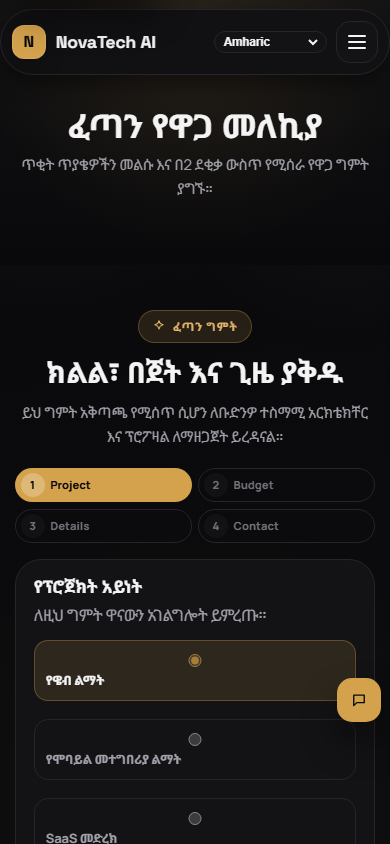 N NovaTech AI Amharic
ፈጣን የዋጋ መለኪያ
ጥቂት ጥያቄዎችን መልሱ እና በ2 ደቂቃ ውስጥ የሚሰራ የዋጋ ግምት
ያግኙ።
ፈጣን ግምት
ክልል፣ በጀት እና ጊዜ ያቅዱ
ይህ ግምት አቅጣጫ የሚሰጥ ሲሆን ለቡድንዎ ተስማሚ አርክቴክቸር
እና ፕሮፖዛል ለማዘጋጀት ይረዳናል።
1 Project 2 Budget
3 Details 4 Contact
የፕሮጀክት አይነት
ለዚህ ግምት ዋናውን አገልግሎት ይምረጡ።
የዌብ ልማት
የሞባይል መተግበሪያ ልማት
SaaS መድረክ